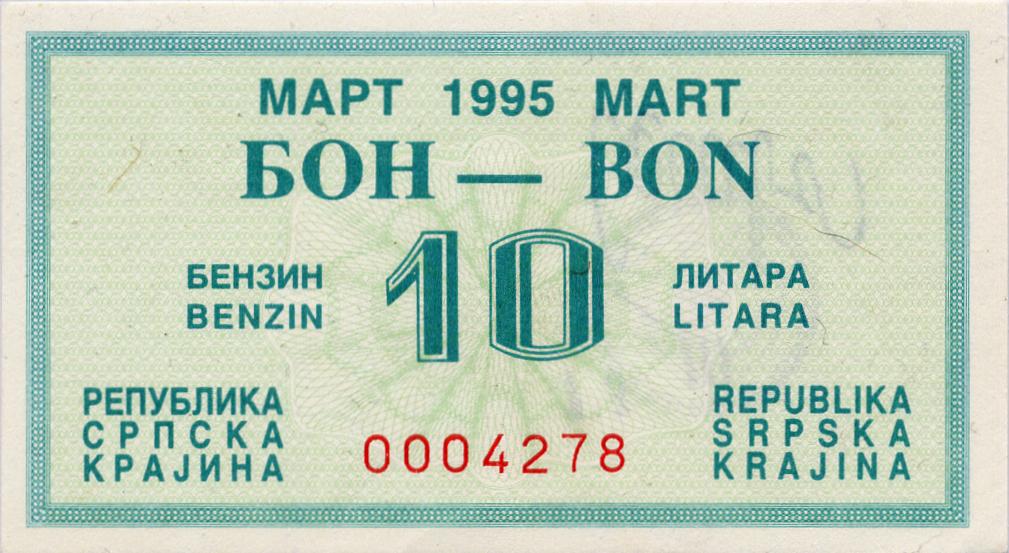 МАРТ 1995 MART
БОН — BON
БЕНЗИН 10 ЛИТАРА
BENZIN LITARA
РЕПУБЛИКА REPUBLIKA
СРПСКА SRPSKA
КРАЈИНА KRAJINA
0004278